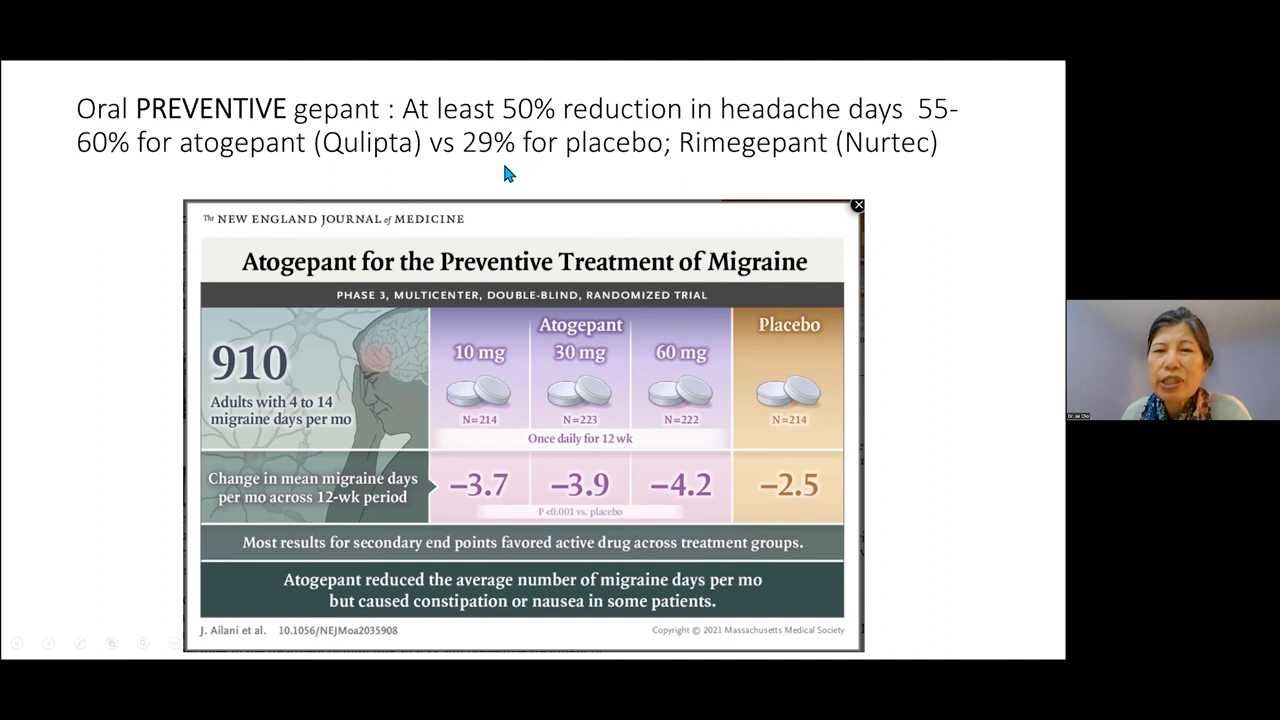 Oral PREVENTIVE gepant : At least 50% reduction in headache days 55-
60% for atogepant (Qulipta) vs 29% for placebo; Rimegepant (Nurtec)
The NEW ENGLAND JOURNAL of MEDICINE
Atogepant for the Preventive Treatment of Migraine
PHASE 3, MULTICENTER, DOUBLE-BLIND, RANDOMIZED TRIAL
910
Adults with 4 to 14
migraine days per mo
Atogepant
10 mg 30 mg 60 mg
N=214 N=223 N=222
Once daily for 12 wk
Placebo
N=214
Change in mean migraine days
per mo across 12-wk period
−3.7 −3.9 −4.2 −2.5
P <0.001 vs. placebo
Most results for secondary end points favored active drug across treatment groups.
Atogepant reduced the average number of migraine days per mo
but caused constipation or nausea in some patients.
J. Ailani et al. 10.1056/NEJMoa2035908
Copyright © 2021 Massachusetts Medical Society